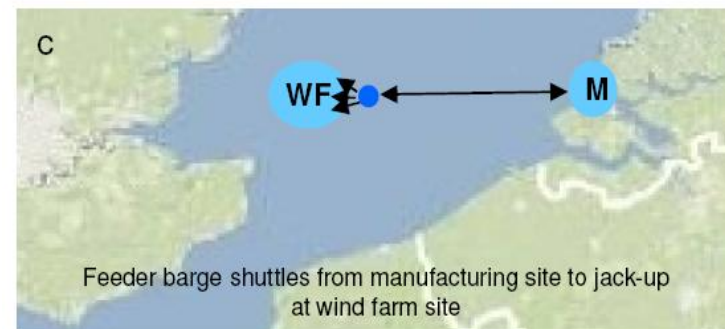 C
WF
M
Feeder barge shuttles from manufacturing site to jack-up
at wind farm site